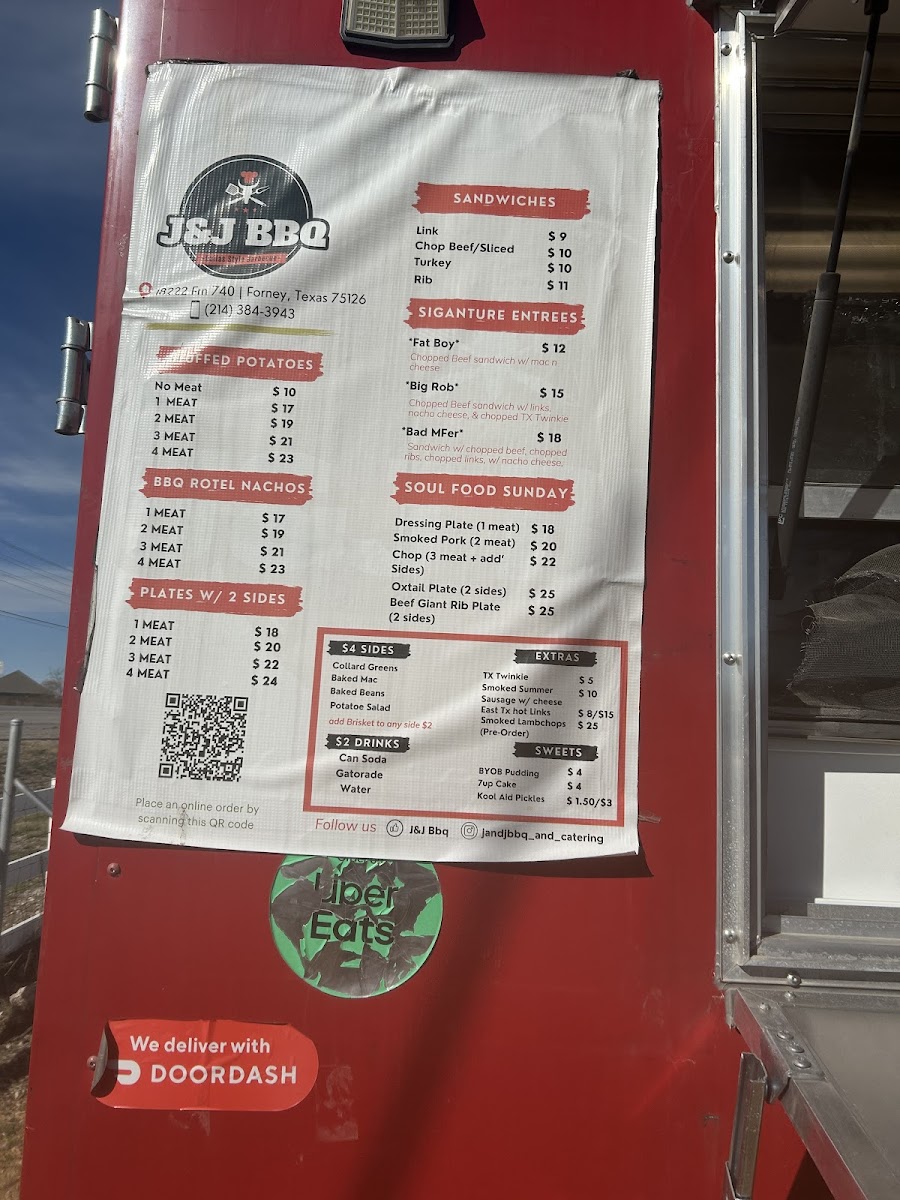 J&J BBQ
Dallas Style Barbecue
18222 Fm 740 | Forney, Texas 75126
(214) 384-3943
STUFFED POTATOES
No Meat $ 10
1 MEAT $ 17
2 MEAT $ 19
3 MEAT $ 21
4 MEAT $ 23
BBQ ROTEL NACHOS
1 MEAT $ 17
2 MEAT $ 19
3 MEAT $ 21
4 MEAT $ 23
PLATES W/ 2 SIDES
1 MEAT $ 18
2 MEAT $ 20
3 MEAT $ 22
4 MEAT $ 24
Place an online order by
scanning this QR code
SANDWICHES
Link $ 9
Chop Beef/Sliced $ 10
Turkey $ 10
Rib $ 11
SIGANTURE ENTREES
*Fat Boy* $ 12
Chopped Beef sandwich w/ mac n
cheese
*Big Rob* $ 15
Chopped Beef sandwich w/ links,
nacho cheese, & chopped TX Twinkie
*Bad MFer* $ 18
Sandwich w/ chopped beef, chopped
ribs, chopped links, w/ nacho cheese,
SOUL FOOD SUNDAY
Dressing Plate (1 meat) $ 18
Smoked Pork (2 meat) $ 20
Chop (3 meat + add' $ 22
Sides)
Oxtail Plate (2 sides) $ 25
Beef Giant Rib Plate $ 25
(2 sides)
$4 SIDES
Collard Greens
Baked Mac
Baked Beans
Potatoe Salad
add Brisket to any side $2
$2 DRINKS
Can Soda
Gatorade
Water
EXTRAS
TX Twinkie $ 5
Smoked Summer $ 10
Sausage w/ cheese
East Tx hot Links $ 8/$15
Smoked Lambchops $ 25
(Pre-Order)
SWEETS
BYOB Pudding $ 4
7up Cake $ 4
Kool Aid Pickles $ 1.50/$3
Follow us J&J Bbq Jandjbbq_and_catering
Uber
Eats
We deliver with
DOORDASH